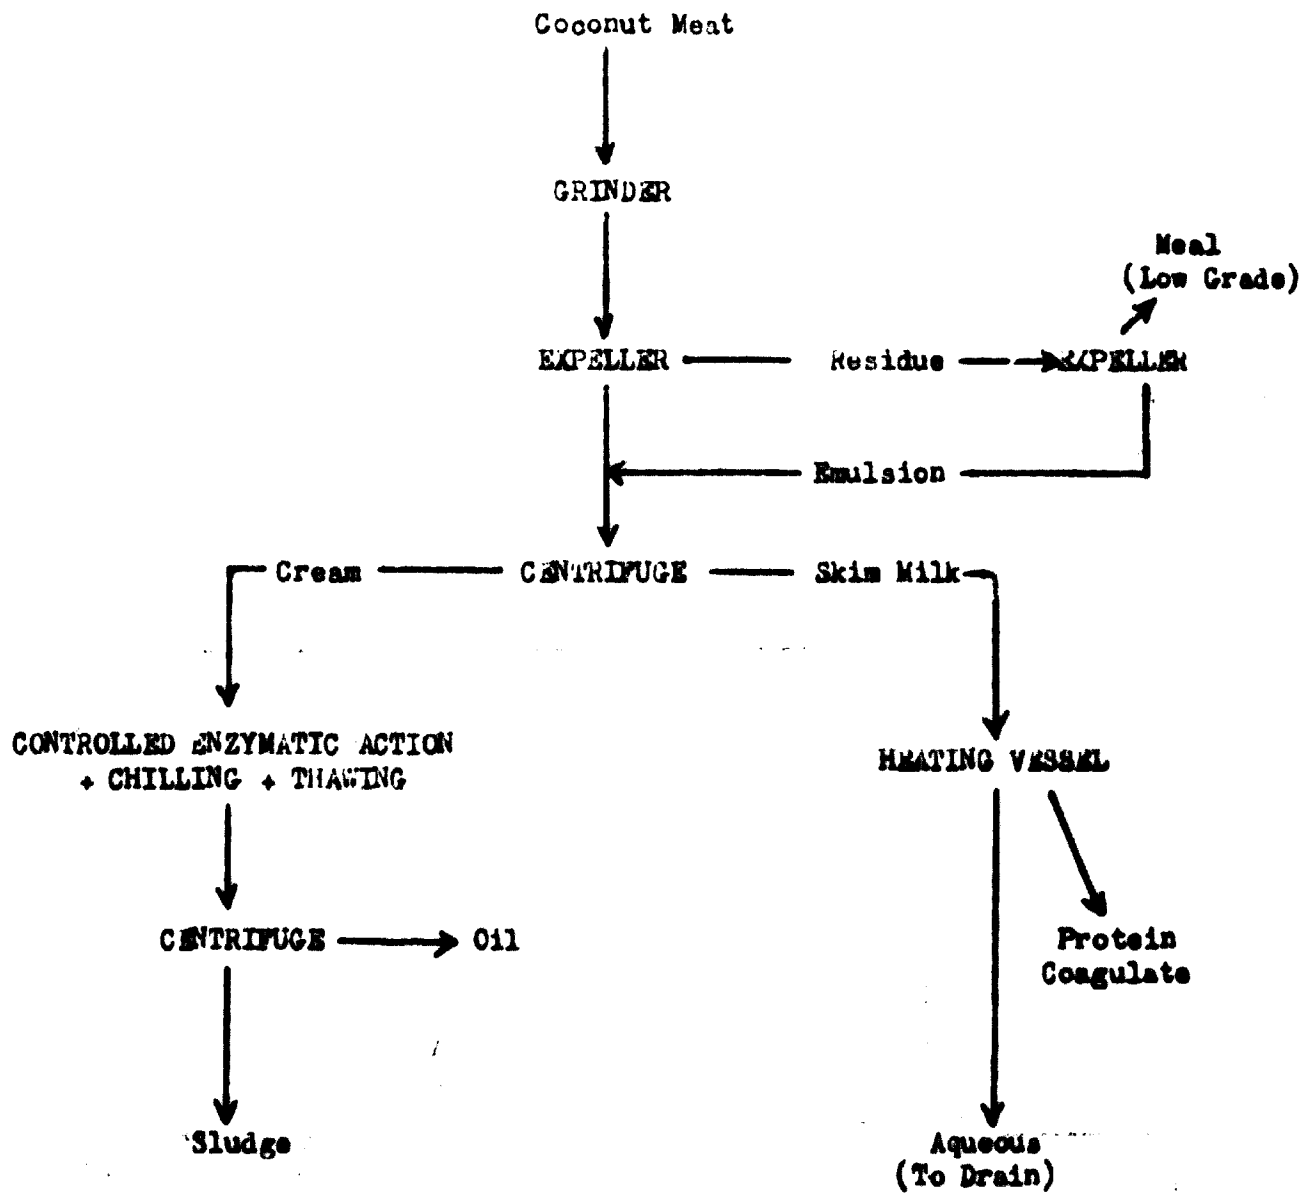 Coconut Meat
GRINDER
Meal
(Low Grade)
EXPELLER
Residue
EXPELLER
Emulsion
Cream
CENTRIFUGE
Skim Milk
CONTROLLED ENZYMATIC ACTION
+ CHILLING + THAWING
HEATING VESSEL
CENTRIFUGE
Oil
Protein
Coagulate
Sludge
Aqueous
(To Drain)